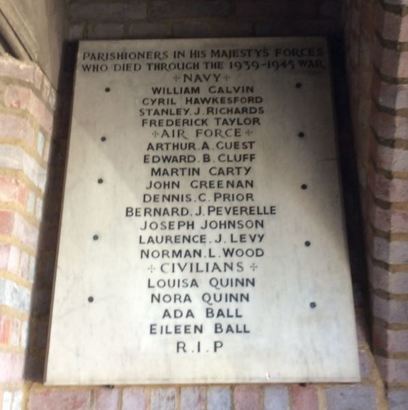 PARISHIONERS IN HIS MAJESTY'S FORCES
WHO DIED THROUGH THE 1939-1945 WAR
NAVY
WILLIAM GALVIN
CYRIL HAWKESFORD
STANLEY. J. RICHARDS
FREDERICK TAYLOR
AIR FORCE
ARTHUR. A. GUEST
EDWARD. B. CLUFF
MARTIN CARTY
JOHN GREENAN
DENNIS. C. PRIOR
BERNARD. J. PEVERELLE
JOSEPH JOHNSON
LAURENCE. J. LEVY
NORMAN. L. WOOD
CIVILIANS
LOUISA QUINN
NORA QUINN
ADA BALL
EILEEN BALL
R.I.P